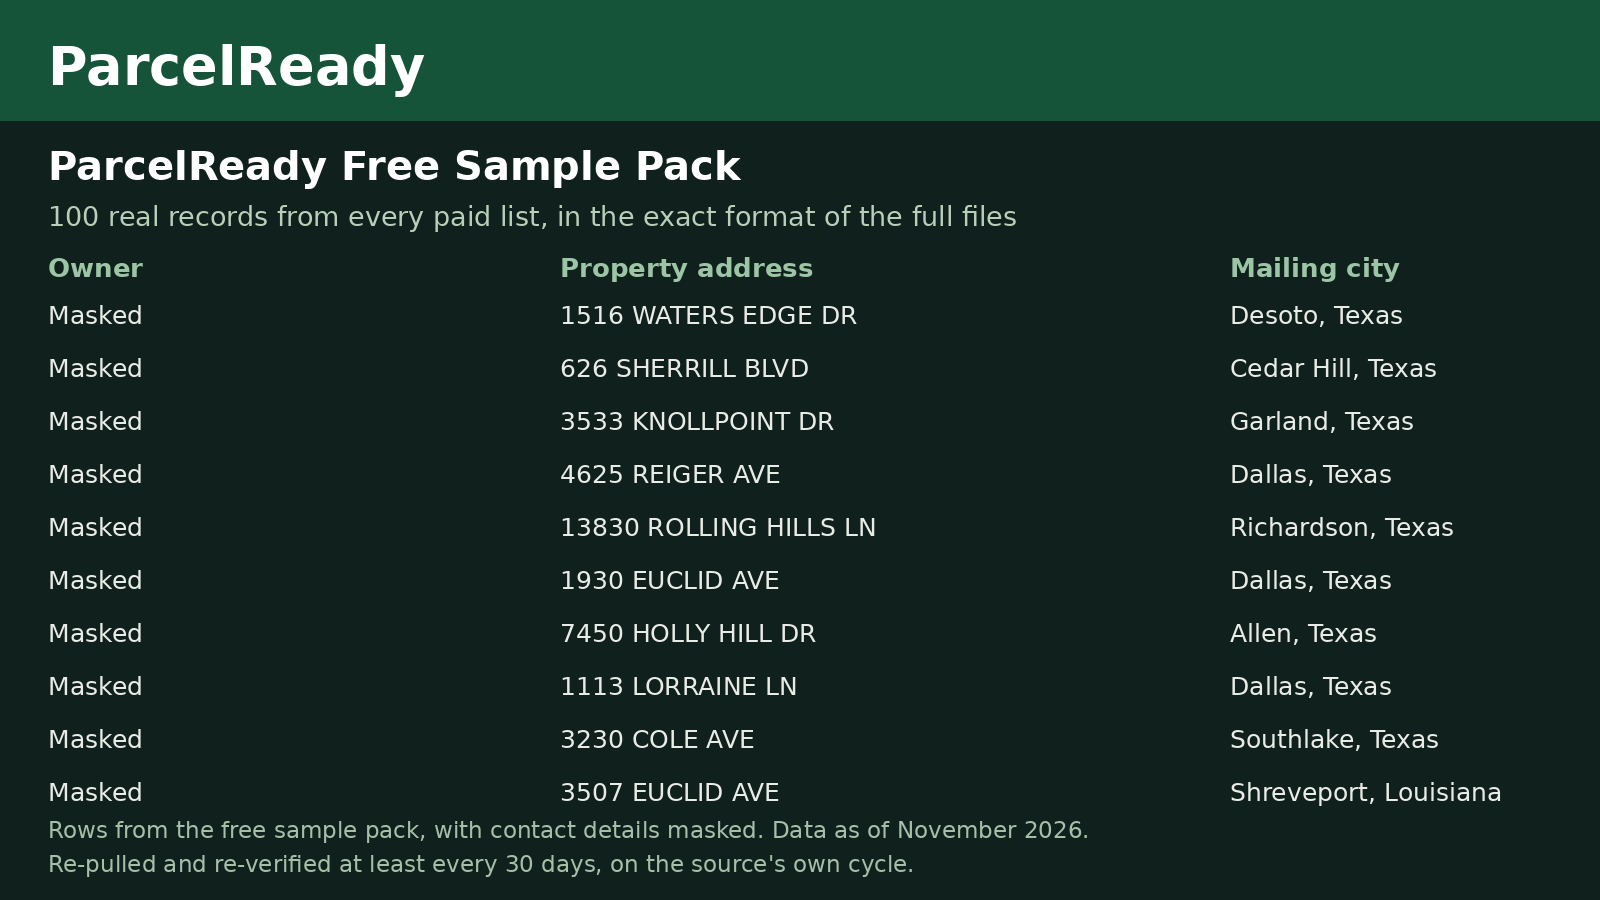 ParcelReady
ParcelReady Free Sample Pack
100 real records from every paid list, in the exact format of the full files
Owner Property address Mailing city
Masked 1516 WATERS EDGE DR Desoto, Texas
Masked 626 SHERRILL BLVD Cedar Hill, Texas
Masked 3533 KNOLLPOINT DR Garland, Texas
Masked 4625 REIGER AVE Dallas, Texas
Masked 13830 ROLLING HILLS LN Richardson, Texas
Masked 1930 EUCLID AVE Dallas, Texas
Masked 7450 HOLLY HILL DR Allen, Texas
Masked 1113 LORRAINE LN Dallas, Texas
Masked 3230 COLE AVE Southlake, Texas
Masked 3507 EUCLID AVE Shreveport, Louisiana
Rows from the free sample pack, with contact details masked. Data as of November 2026.
Re-pulled and re-verified at least every 30 days, on the source's own cycle.